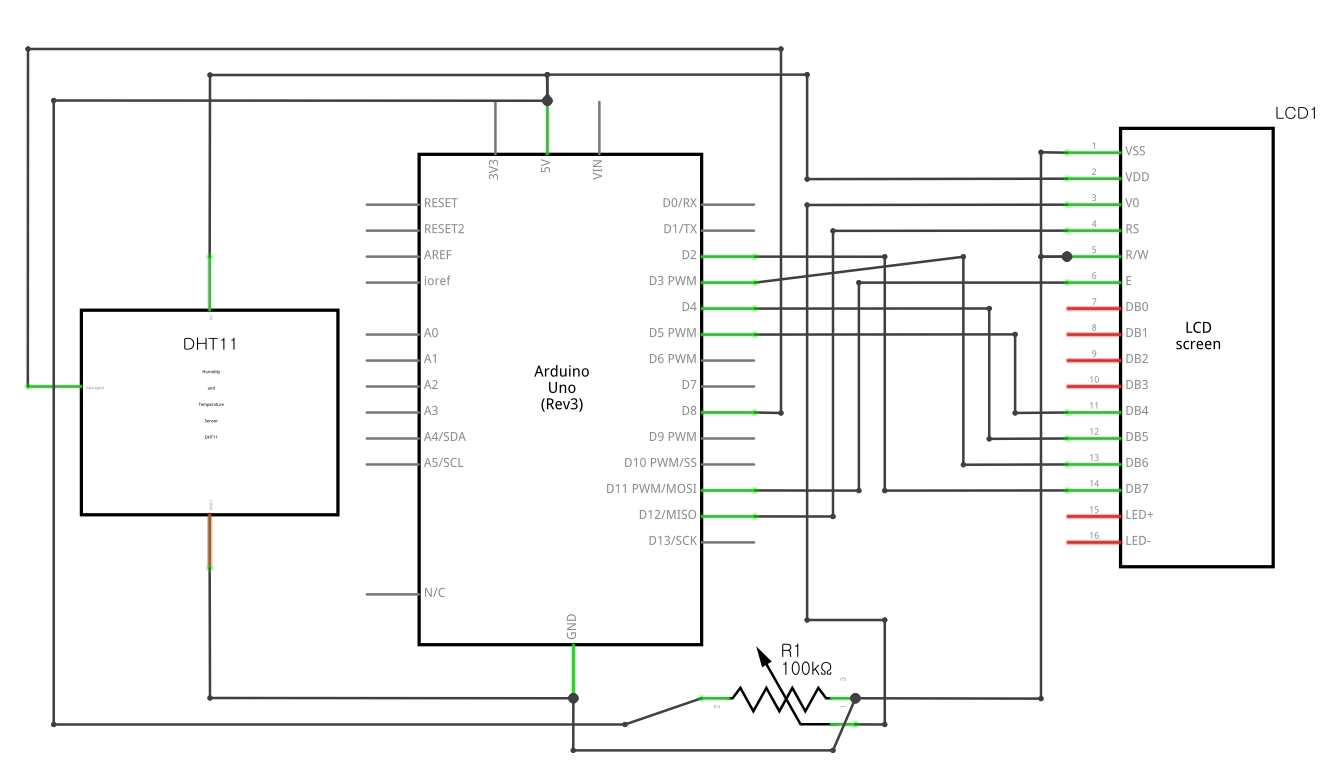 LCD1
3V3
5V
VIN
RESET
RESET2
AREF
ioref
A0
A1
A2
A3
A4/SDA
A5/SCL
N/C
Arduino
Uno
(Rev3)
D0/RX
D1/TX
D2
D3 PWM
D4
D5 PWM
D6 PWM
D7
D8
D9 PWM
D10 PWM/SS
D11 PWM/MOSI
D12/MISO
D13/SCK
GND
DHT11
Humidity
and
Temperature
Sensor
DHT11
1 VSS
2 VDD
3 V0
4 RS
5 R/W
6 E
7 DB0
8 DB1
9 DB2
10 DB3
11 DB4
12 DB5
13 DB6
14 DB7
15 LED+
16 LED-
LCD
screen
R1
100kΩ
3
2
1